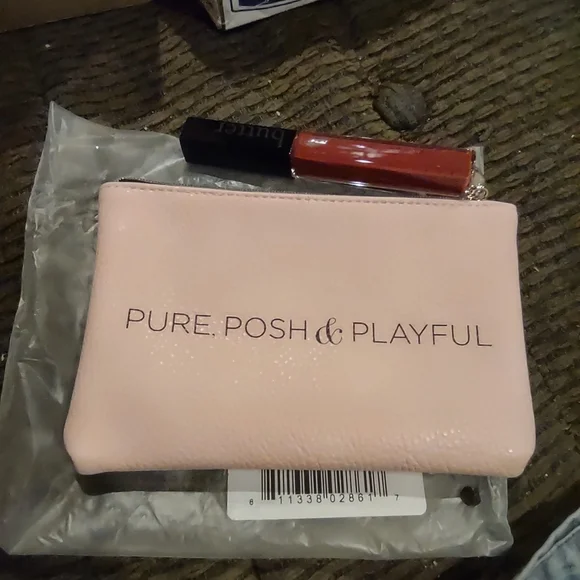 butter
PURE, POSH & PLAYFUL
6 11338 02861 7